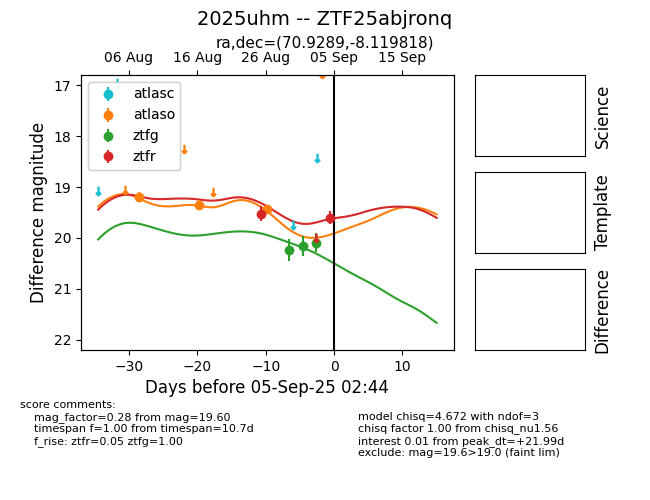 2025uhm -- ZTF25abjronq
ra,dec=(70.9289,-8.119818)
06 Aug 16 Aug 26 Aug 05 Sep 15 Sep
17
18
19
20
21
22
Difference magnitude
atlasc
atlaso
ztfg
ztfr
−30 −20 −10 0 10
Days before 05-Sep-25 02:44
Science
Template
Difference
score comments:
mag_factor=0.28 from mag=19.60
timespan f=1.00 from timespan=10.7d
f_rise: ztfr=0.05 ztfg=1.00
model chisq=4.672 with ndof=3
chisq factor 1.00 from chisq_nu1.56
interest 0.01 from peak_dt=+21.99d
exclude: mag=19.6>19.0 (faint lim)